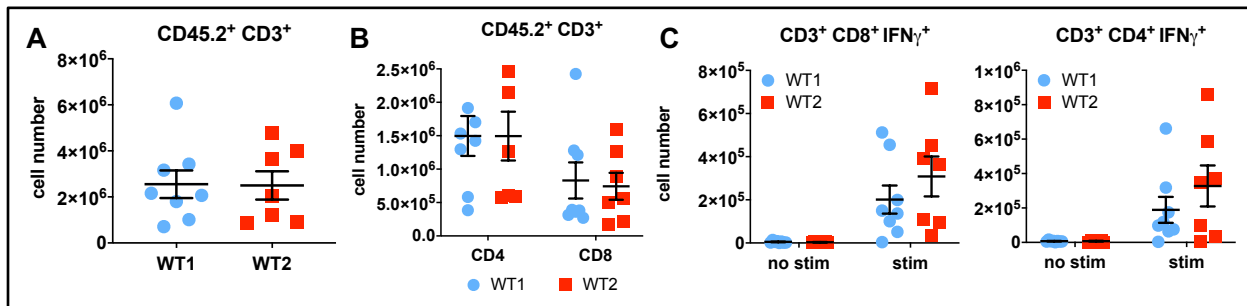 A
CD45.2⁺ CD3⁺
cell number
8×10⁶
6×10⁶
4×10⁶
2×10⁶
0
WT1 WT2
B
CD45.2⁺ CD3⁺
cell number
2.5×10⁶
2.0×10⁶
1.5×10⁶
1.0×10⁶
5.0×10⁵
0.0
CD4 CD8
WT1 WT2
C
CD3⁺ CD8⁺ IFNγ⁺
WT1
WT2
cell number
8×10⁵
6×10⁵
4×10⁵
2×10⁵
0
no stim stim
CD3⁺ CD4⁺ IFNγ⁺
WT1
WT2
cell number
1×10⁶
8×10⁵
6×10⁵
4×10⁵
2×10⁵
0
no stim stim